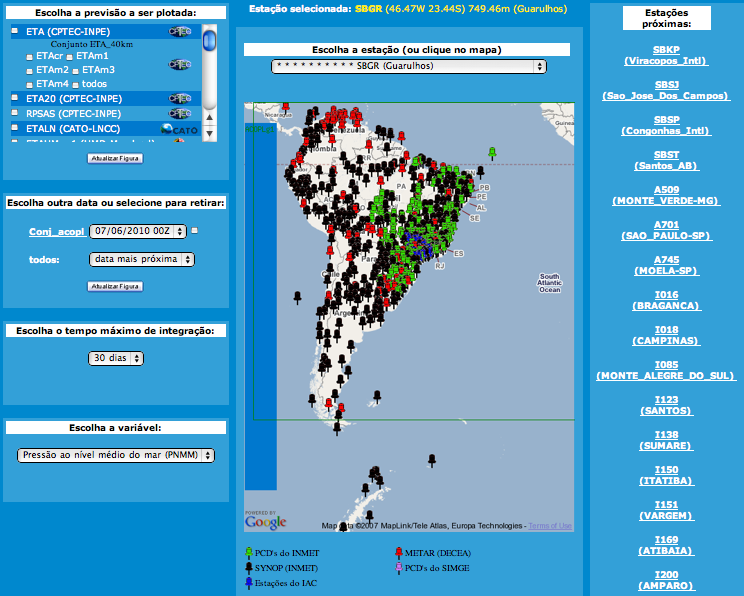 Escolha a previsão a ser plotada:
ETA (CPTEC-INPE)
Conjunto ETA_40km
ETAcr ETAm1
ETAm2 ETAm3
ETAm4 todos
ETA20 (CPTEC-INPE)
RPSAS (CPTEC-INPE)
ETALN (CATO-LNCC)
CATO
Atualizar Figura
Escolha outra data ou selecione para retirar:
Conj_acopl 07/06/2010 00Z
todos: data mais próxima
Atualizar Figura
Escolha o tempo máximo de integração:
30 dias
Escolha a variável:
Pressão ao nível médio do mar (PNMM)
Estação selecionada: SBGR (46.47W 23.44S) 749.46m (Guarulhos)
Escolha a estação (ou clique no mapa)
* * * * * * * * * * SBGR (Guarulhos)
Nicaragua
Guinea
RR
PA
PB
PE
AL
SE
ES
RJ
South
Atlantic
Ocean
POWERED BY
Google
Map data ©2007 MapLink/Tele Atlas, Europa Technologies - Terms of Use
PCD's do INMET
METAR (DECEA)
SYNOP (INMET)
PCD's do SIMGE
Estações do IAC
Estações
próximas:
SBKP
(Viracopos_Intl)
SBSJ
(Sao_Jose_Dos_Campos)
SBSP
(Congonhas_Intl)
SBST
(Santos_AB)
A509
(MONTE_VERDE-MG)
A701
(SAO_PAULO-SP)
A745
(MOELA-SP)
I016
(BRAGANCA)
I018
(CAMPINAS)
I085
(MONTE_ALEGRE_DO_SUL)
I123
(SANTOS)
I138
(SUMARE)
I150
(ITATIBA)
I151
(VARGEM)
I169
(ATIBAIA)
I200
(AMPARO)